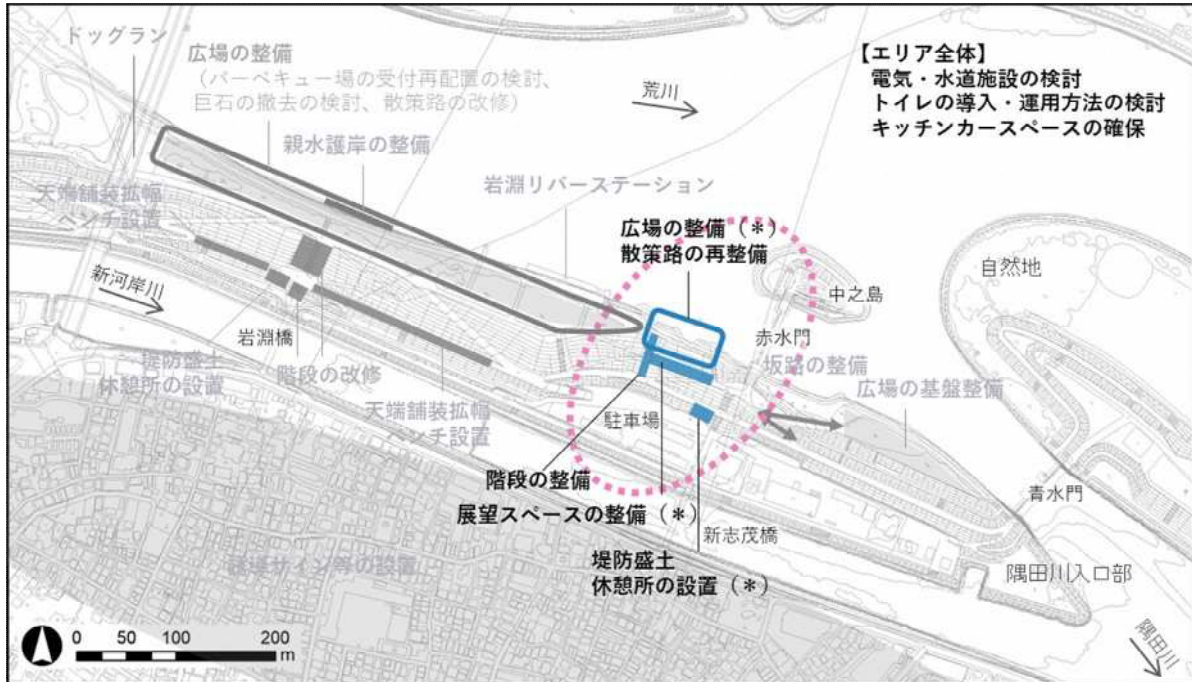 ドッグラン
広場の整備
（バーベキュー場の受付再配置の検討、
巨石の撤去の検討、散策路の改修）
親水護岸の整備
荒川
【エリア全体】
電気・水道施設の検討
トイレの導入・運用方法の検討
キッチンカースペースの確保
天端舗装拡幅
ベンチ設置
岩淵リバーステーション
広場の整備（＊）
散策路の再整備
中之島
自然地
新河岸川
岩淵橋
赤水門
堤防盛土
休憩所の設置
階段の改修
坂路の整備
広場の基盤整備
天端舗装拡幅
ベンチ設置
駐車場
階段の整備
展望スペースの整備（＊）
新志茂橋
青水門
堤防盛土
休憩所の設置（＊）
隅田川入口部
隅田川
0 50 100 200
m